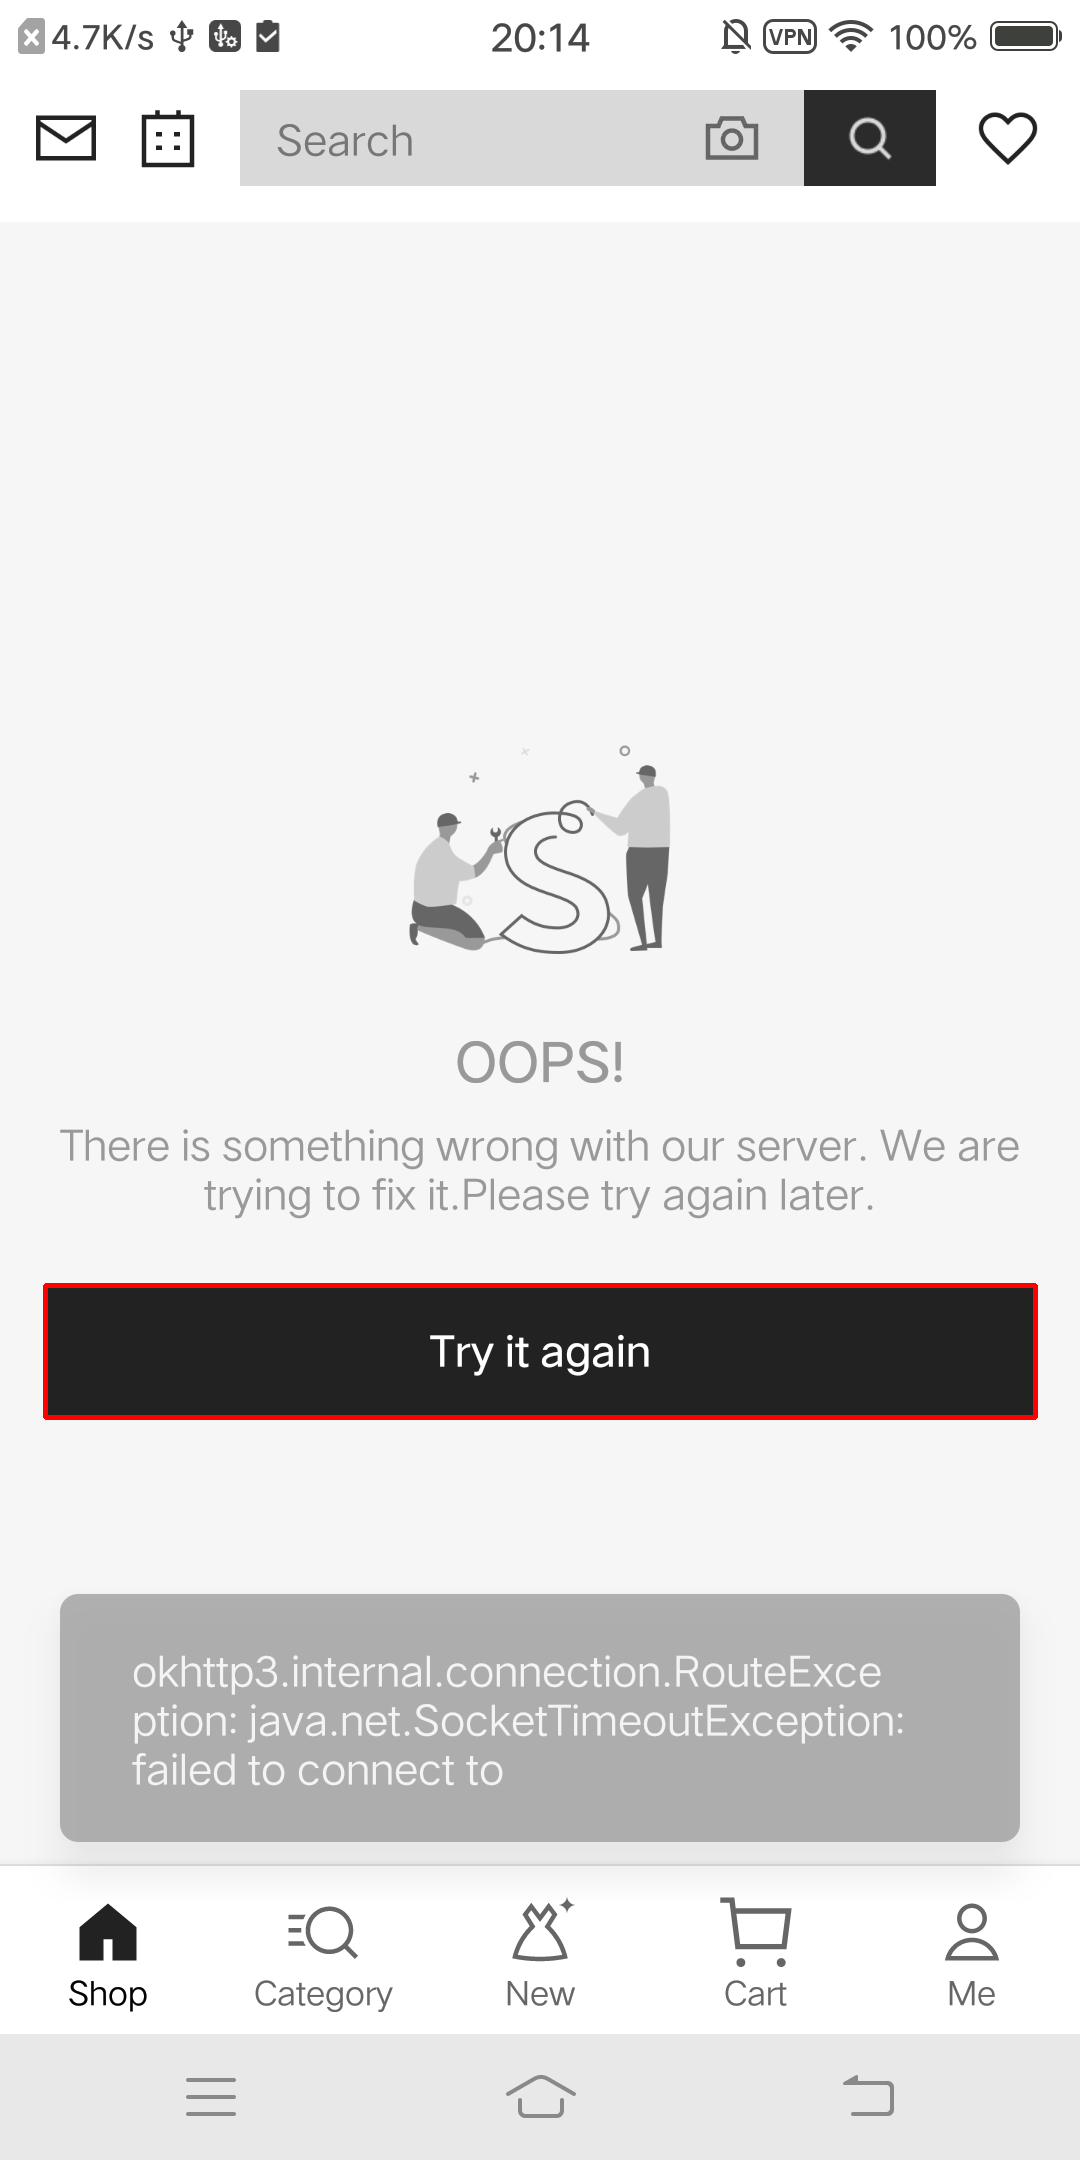 4.7K/s
20:14
VPN
100%
Search
OOPS!
There is something wrong with our server. We are
trying to fix it.Please try again later.
Try it again
okhttp3.internal.connection.RouteExce
ption: java.net.SocketTimeoutException:
failed to connect to
Shop
Category
New
Cart
Me